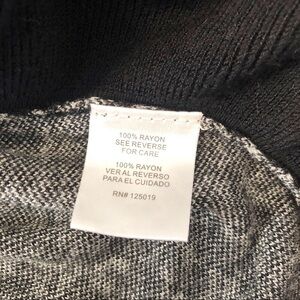 100% RAYON
SEE REVERSE
FOR CARE
100% RAYON
VER AL REVERSO
PARA EL CUIDADO
RN# 125019